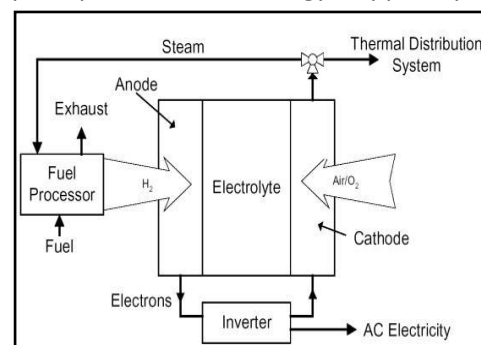 Steam
Thermal Distribution
System
Anode
Exhaust
Fuel
Processor
H2
Electrolyte
Air/O2
Fuel
Cathode
Electrons
Inverter
AC Electricity